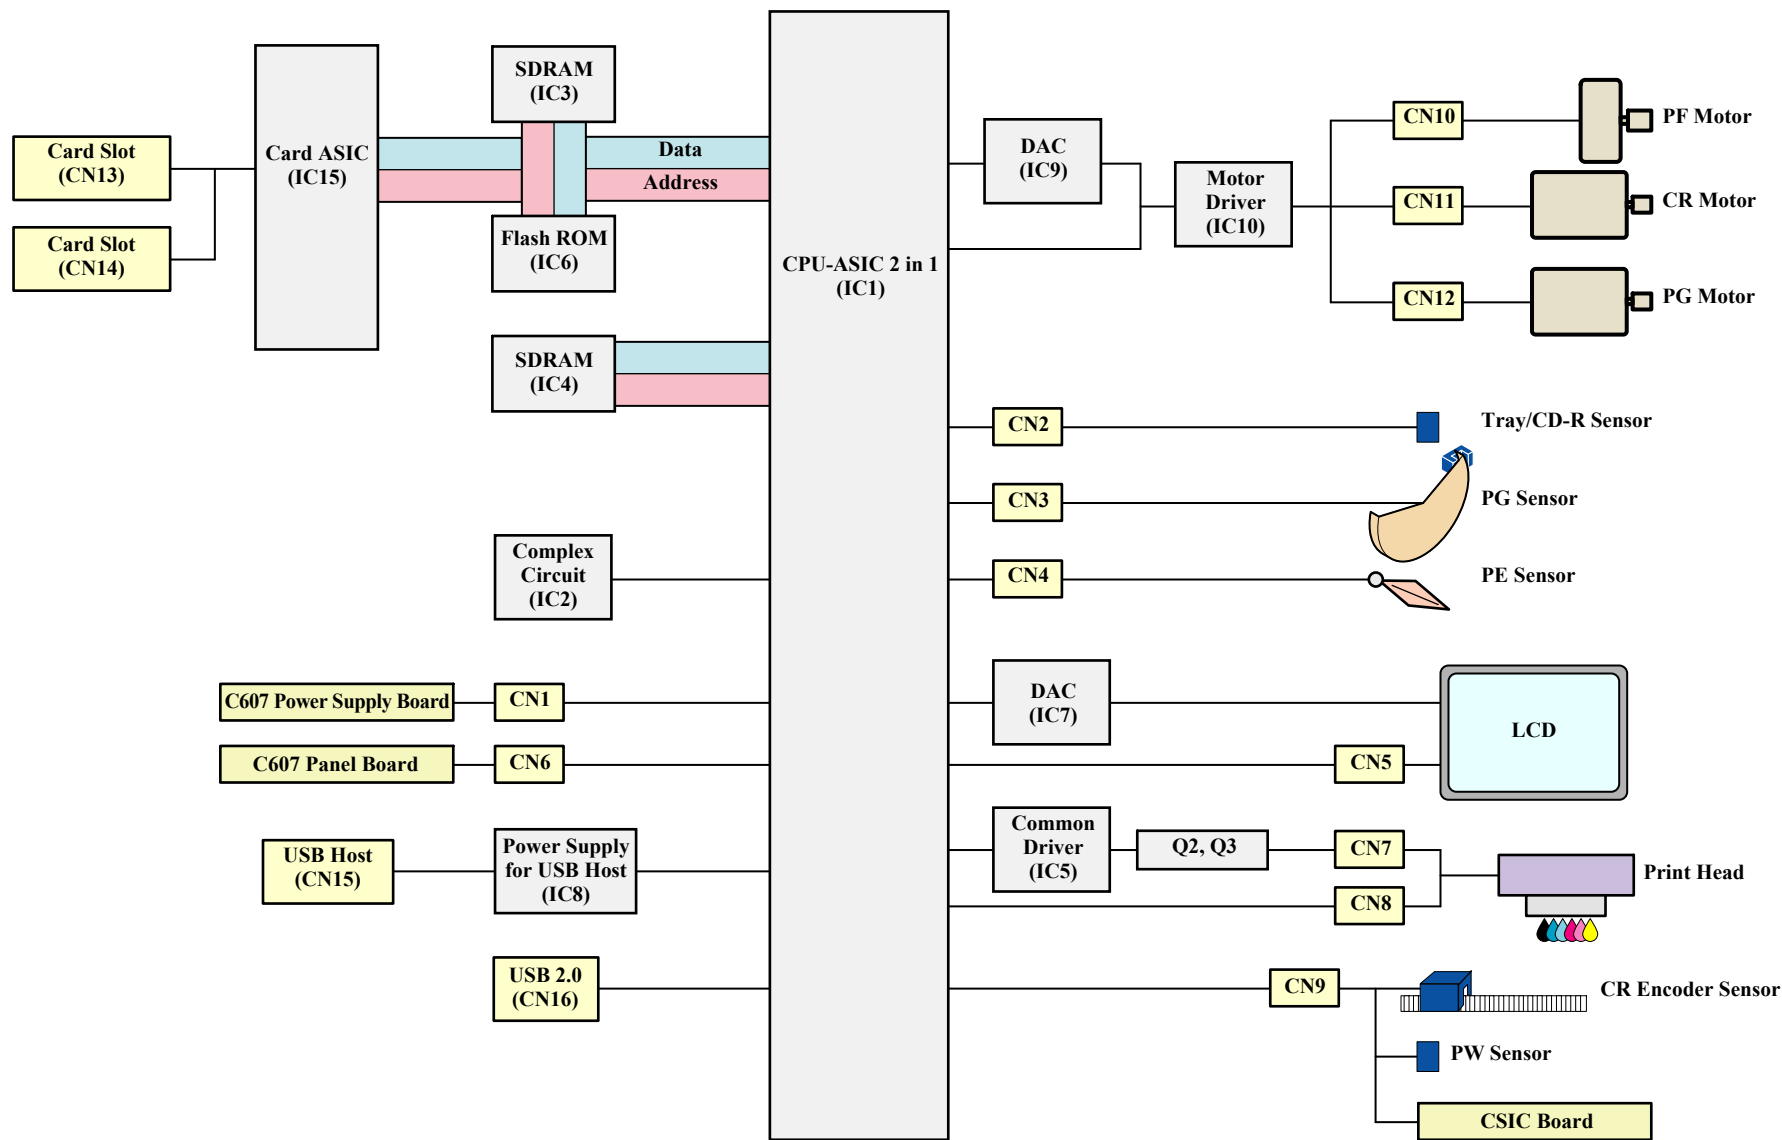 Card Slot
(CN13)
Card Slot
(CN14)
Card ASIC
(IC15)
SDRAM
(IC3)
Data
Address
Flash ROM
(IC6)
SDRAM
(IC4)
Complex
Circuit
(IC2)
C607 Power Supply Board
CN1
C607 Panel Board
CN6
USB Host
(CN15)
Power Supply
for USB Host
(IC8)
USB 2.0
(CN16)
CPU-ASIC 2 in 1
(IC1)
DAC
(IC9)
Motor
Driver
(IC10)
CN10
PF Motor
CN11
CR Motor
CN12
PG Motor
CN2
Tray/CD-R Sensor
CN3
PG Sensor
CN4
PE Sensor
DAC
(IC7)
LCD
CN5
Common
Driver
(IC5)
Q2, Q3
CN7
CN8
Print Head
CN9
CR Encoder Sensor
PW Sensor
CSIC Board